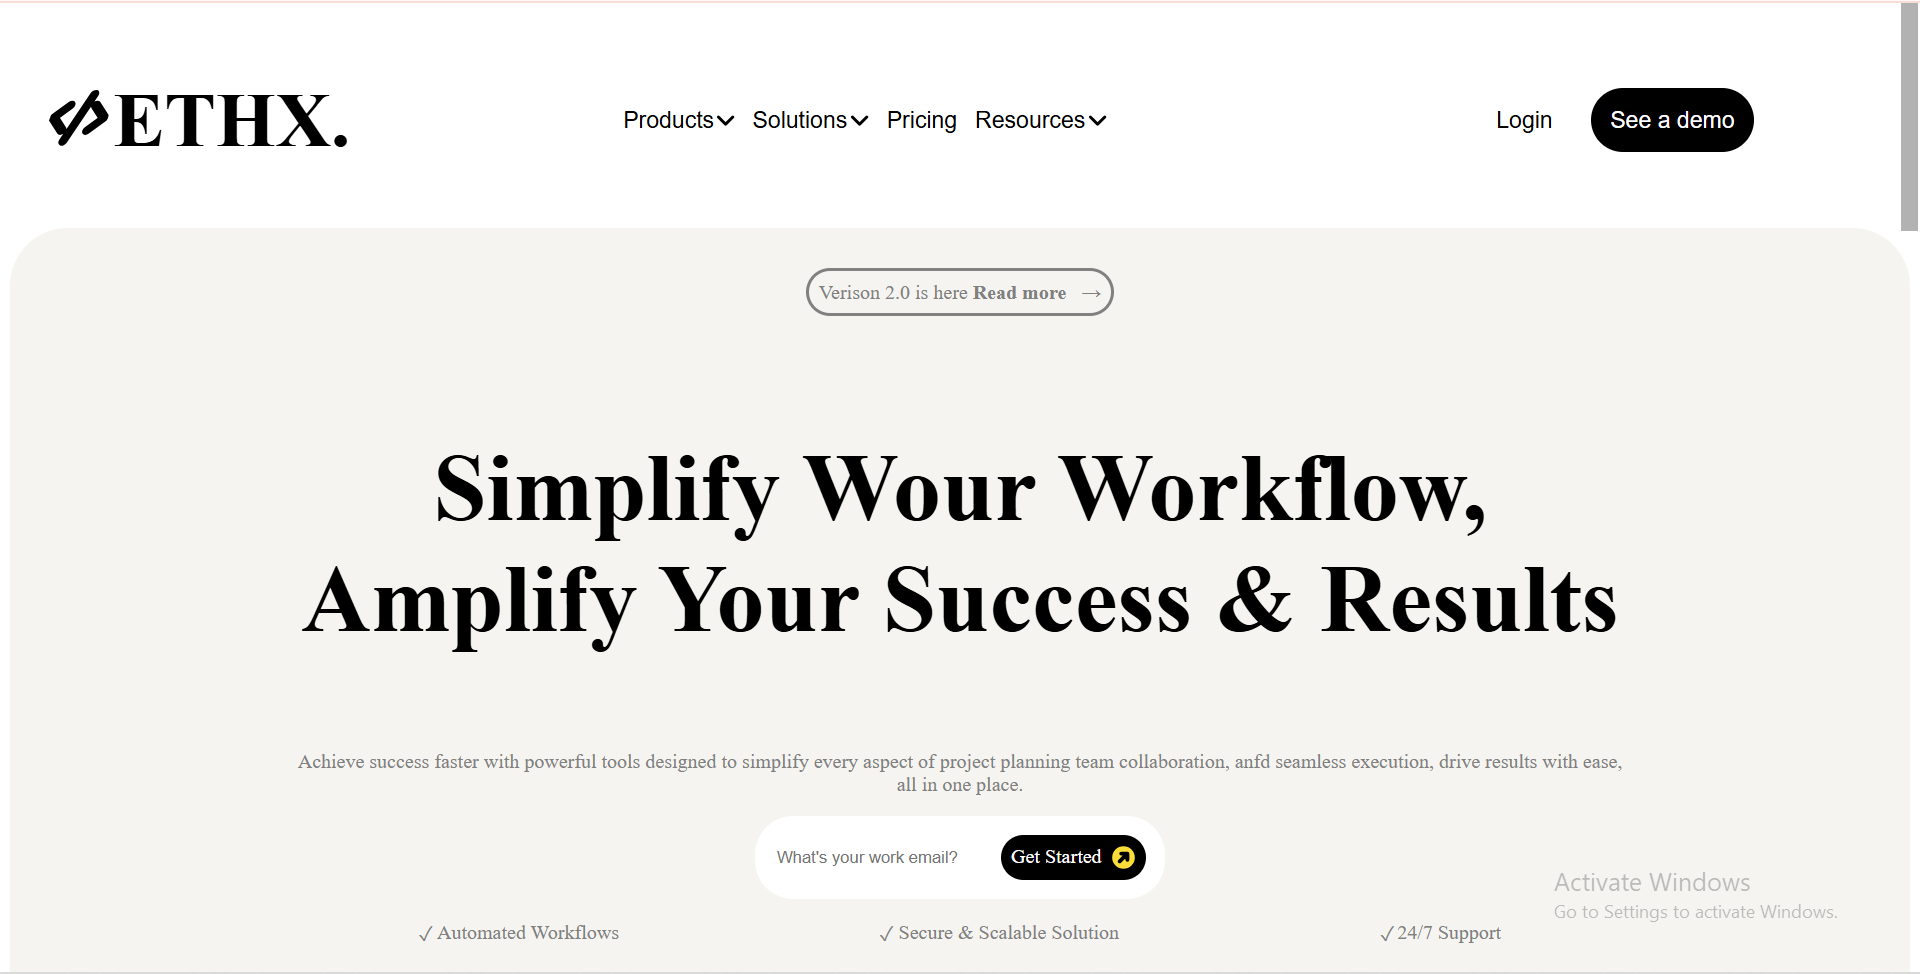 ETHX.
Products Solutions Pricing Resources
Login
See a demo
Verison 2.0 is here Read more →
Simplify Wour Workflow,
Amplify Your Success & Results
Achieve success faster with powerful tools designed to simplify every aspect of project planning team collaboration, anfd seamless execution, drive results with ease,
all in one place.
What's your work email?
Get Started
Activate Windows
Go to Settings to activate Windows.
✓ Automated Workflows
✓ Secure & Scalable Solution
✓ 24/7 Support